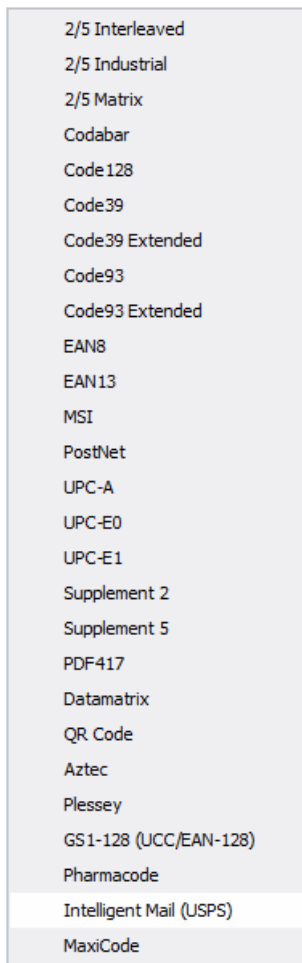 2/5 Interleaved
2/5 Industrial
2/5 Matrix
Codabar
Code128
Code39
Code39 Extended
Code93
Code93 Extended
EAN8
EAN13
MSI
PostNet
UPC-A
UPC-E0
UPC-E1
Supplement 2
Supplement 5
PDF417
Datamatrix
QR Code
Aztec
Plessey
GS1-128 (UCC/EAN-128)
Pharmacode
Intelligent Mail (USPS)
MaxiCode